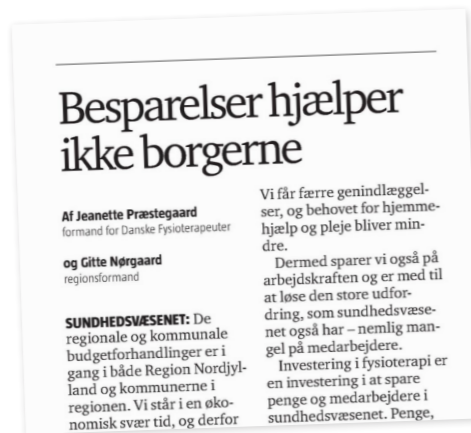 Besparelser hjælper
ikke borgerne
Af Jeanette Præstegaard
formand for Danske Fysioterapeuter
og Gitte Nørgaard
regionsformand
SUNDHEDSVÆSENET: De
regionale og kommunale
budgetforhandlinger er i
gang i både Region Nordjyl-
land og kommunerne i
regionen. Vi står i en øko-
nomisk svær tid, og derfor
Vi får færre genindlæggel-
ser, og behovet for hjemme-
hjælp og pleje bliver min-
dre.
Dermed sparer vi også på
arbejdskraften og er med til
at løse den store udfor-
dring, som sundhedsvæse-
net også har – nemlig man-
gel på medarbejdere.
Investering i fysioterapi er
en investering i at spare
penge og medarbejdere i
sundhedsvæsenet. Penge,